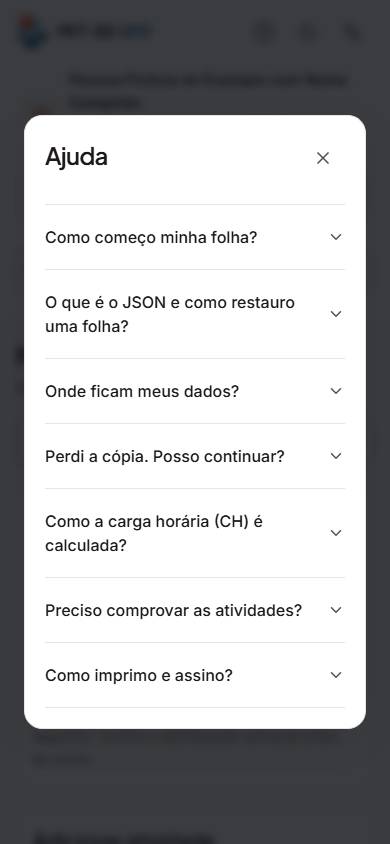 Ajuda
Como começo minha folha?
O que é o JSON e como restauro
uma folha?
Onde ficam meus dados?
Perdi a cópia. Posso continuar?
Como a carga horária (CH) é
calculada?
Preciso comprovar as atividades?
Como imprimo e assino?